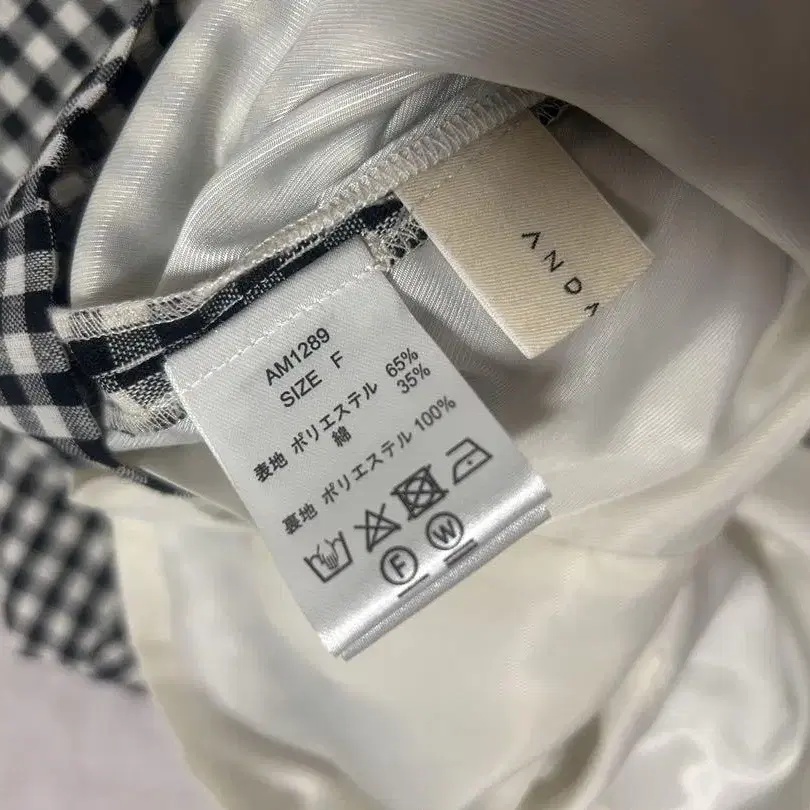 ΛNDΛ
AM1289
SIZE F
表地 ポリエステル 65%
綿 35%
裏地 ポリエステル 100%
F W